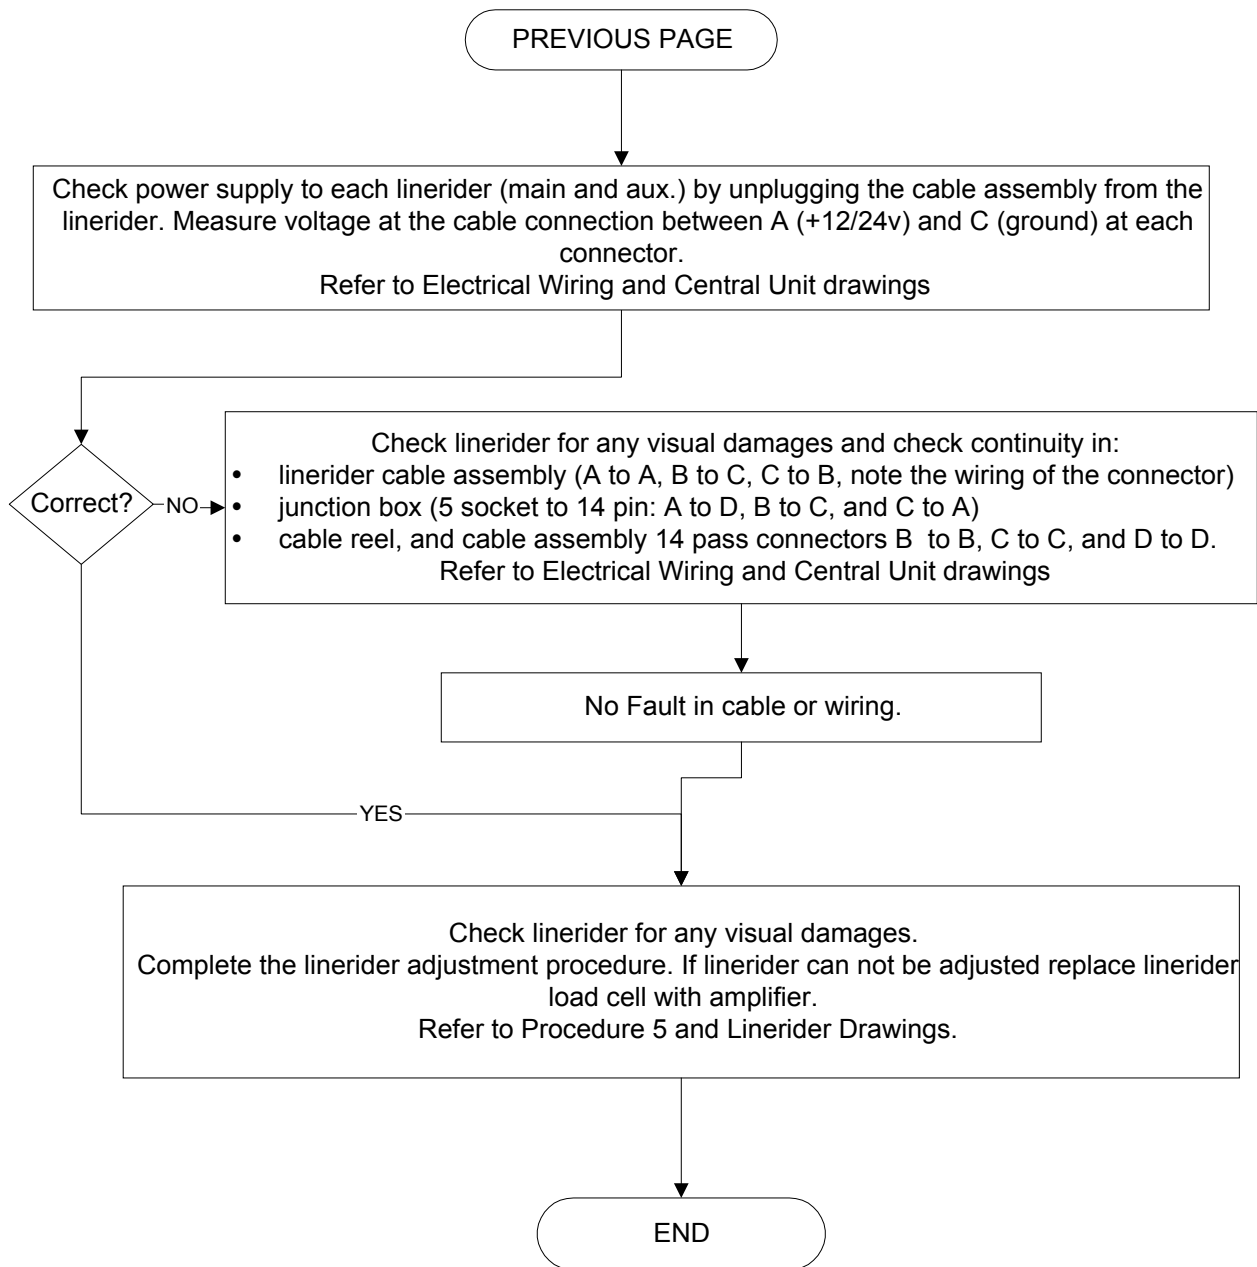 PREVIOUS PAGE
Check power supply to each linerider (main and aux.) by unplugging the cable assembly from the
linerider. Measure voltage at the cable connection between A (+12/24v) and C (ground) at each
connector.
Refer to Electrical Wiring and Central Unit drawings
Correct?
NO
Check linerider for any visual damages and check continuity in:
• linerider cable assembly (A to A, B to C, C to B, note the wiring of the connector)
• junction box (5 socket to 14 pin: A to D, B to C, and C to A)
• cable reel, and cable assembly 14 pass connectors B  to B, C to C, and D to D.
Refer to Electrical Wiring and Central Unit drawings
No Fault in cable or wiring.
YES
Check linerider for any visual damages.
Complete the linerider adjustment procedure. If linerider can not be adjusted replace linerider
load cell with amplifier.
Refer to Procedure 5 and Linerider Drawings.
END